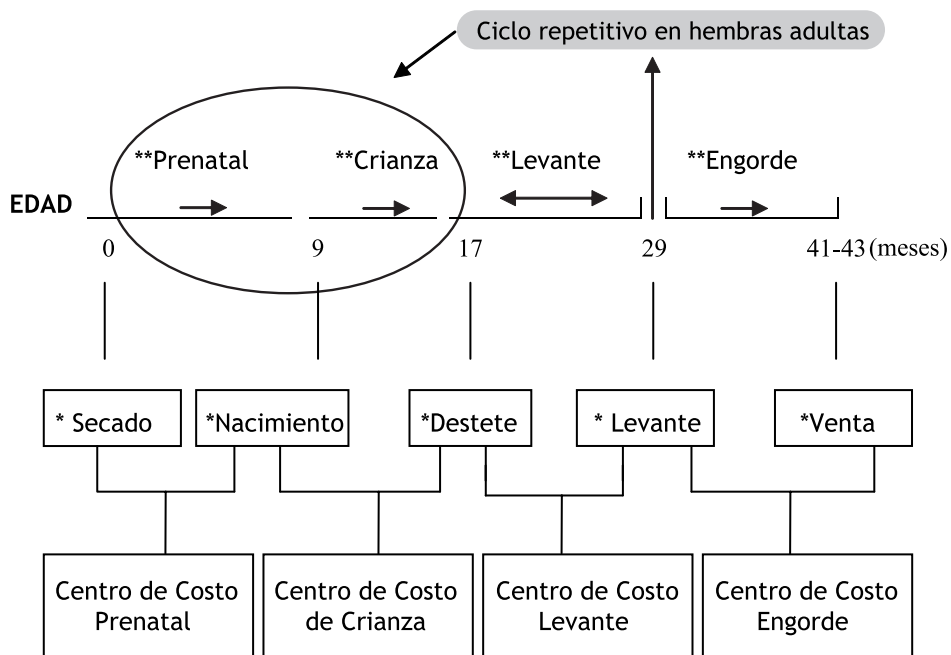 Ciclo repetitivo en hembras adultas
**Prenatal **Crianza **Levante **Engorde
EDAD
0 9 17 29 41-43 (meses)
* Secado *Nacimiento *Destete * Levante *Venta
Centro de Costo Centro de Costo Centro de Costo Centro de Costo
Prenatal de Crianza Levante Engorde